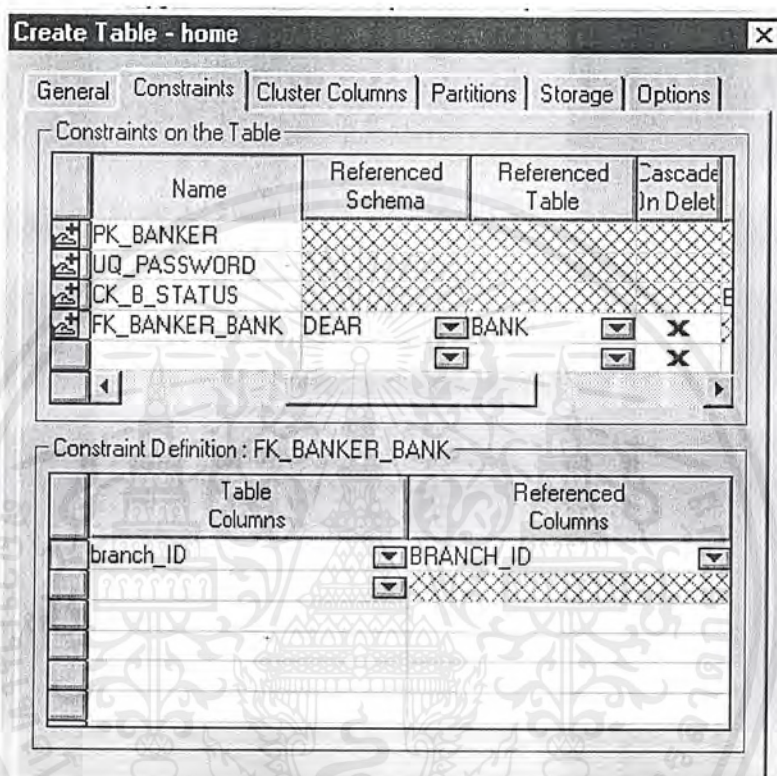 Create Table - home
General Constraints Cluster Columns Partitions Storage Options
Constraints on the Table
Name Referenced Schema Referenced Table Cascade On Delet
PK_BANKER
UQ_PASSWORD
CK_B_STATUS E
FK_BANKER_BANK DEAR BANK
Constraint Definition : FK_BANKER_BANK
Table Columns Referenced Columns
branch_ID BRANCH_ID